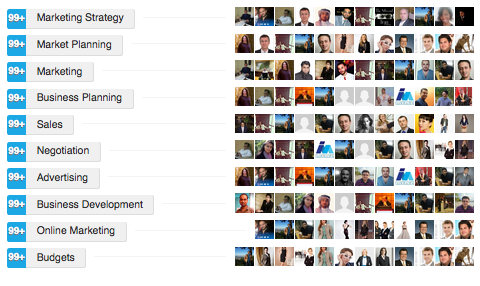 99+ Marketing Strategy
99+ Market Planning
99+ Marketing
99+ Business Planning
99+ Sales
99+ Negotiation
99+ Advertising
99+ Business Development
99+ Online Marketing
99+ Budgets